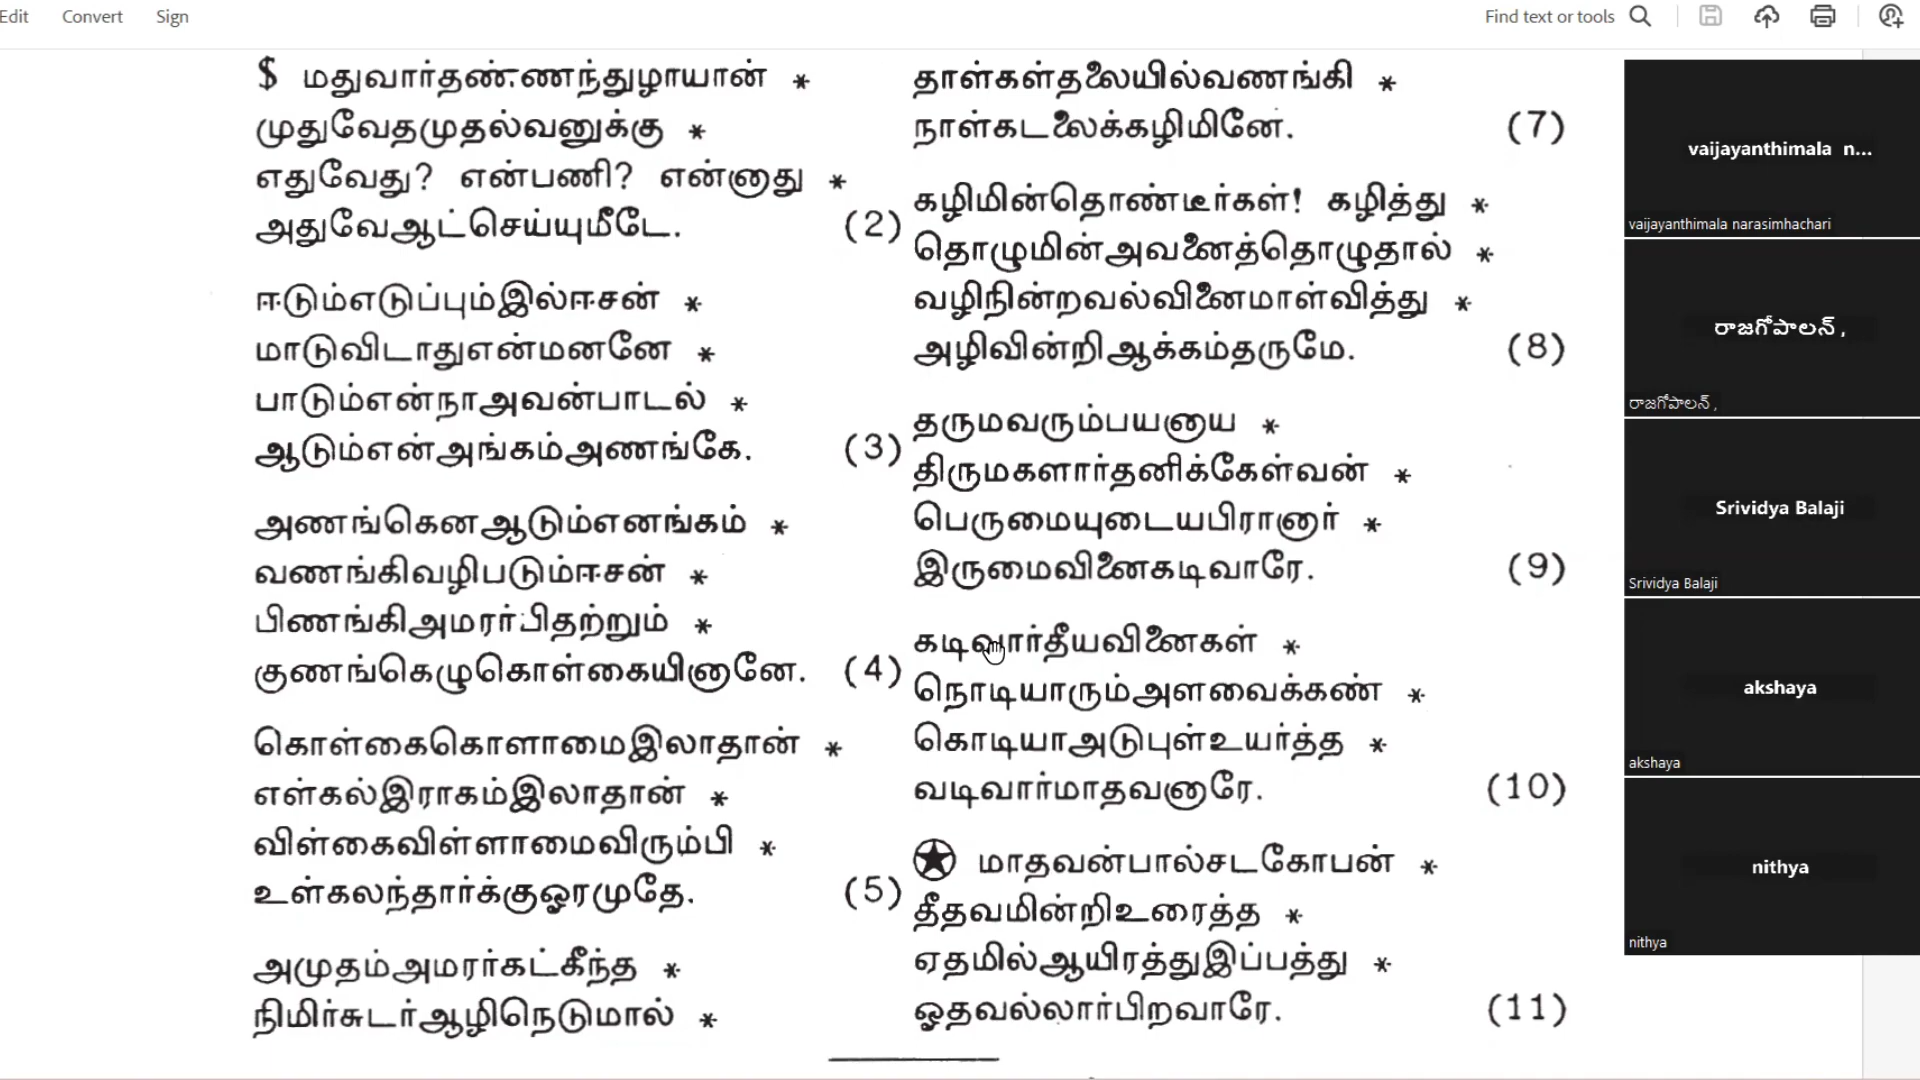 Edit Convert Sign Find text or tools
$ மதுவார்தண்ணந்துழாயான் *
முதுவேதமுதல்வனுக்கு *
எதுவேது? என்பணி? என்னாது *
அதுவேஆட்செய்யுமீடே. (2)
ஈடும்எடுப்பும்இல்ஈசன் *
மாடுவிடாதுஎன்மனனே *
பாடும்என்நாஅவன்பாடல் *
ஆடும்என்அங்கம்அணங்கே. (3)
அணங்கெனஆடும்எனங்கம் *
வணங்கிவழிபடும்ஈசன் *
பிணங்கிஅமரர்பிதற்றும் *
குணங்கெழுகொள்கையினானே. (4)
கொள்கைகொளாமைஇலாதான் *
எள்கல்இராகம்இலாதான் *
விள்கைவிள்ளாமைவிரும்பி *
உள்கலந்தார்க்குஓரமுதே. (5)
அமுதம்அமரர்கட்கீந்த *
நிமிர்சுடர்ஆழிநெடுமால் *
தாள்கள்தலையில்வணங்கி *
நாள்கடலைக்கழிமினே. (7)
கழிமின்தொண்டீர்கள்! கழித்து *
தொழுமின்அவனைத்தொழுதால் *
வழிநின்றவல்வினைமாள்வித்து *
அழிவின்றிஆக்கம்தருமே. (8)
தருமவரும்பயனாய *
திருமகளார்தனிக்கேள்வன் *
பெருமையுடையபிரானார் *
இருமைவினைகடிவாரே. (9)
கடிவார்தீயவினைகள் *
நொடியாரும்அளவைக்கண் *
கொடியாஅடுபுள்உயர்த்த *
வடிவார்மாதவனாரே. (10)
மாதவன்பால்சடகோபன் *
தீதவமின்றிஉரைத்த *
ஏதமில்ஆயிரத்துஇப்பத்து *
ஓதவல்லார்பிறவாரே. (11)
vaijayanthimala n...
vaijayanthimala narasimhachari
రాజగోపాలన్ ,
రాజగోపాలన్ ,
Srividya Balaji
Srividya Balaji
akshaya
akshaya
nithya
nithya